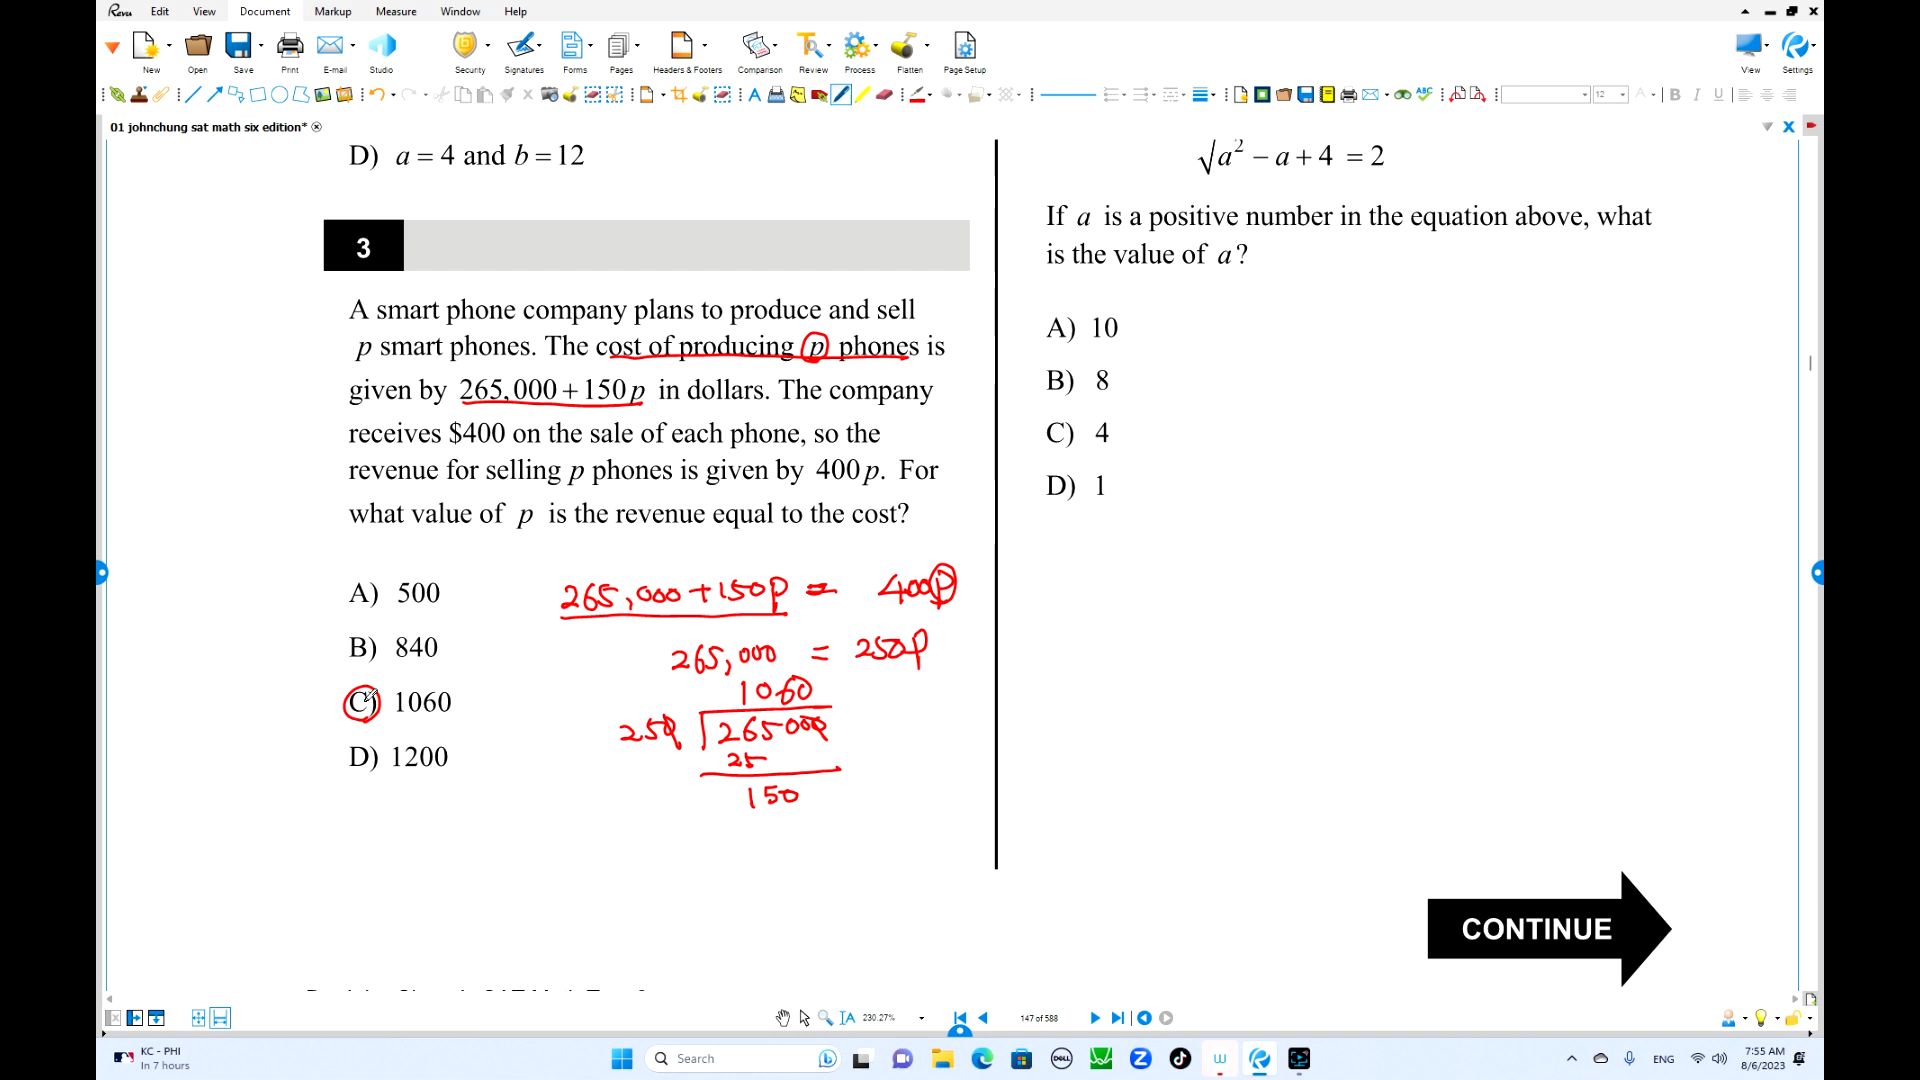 Revu Edit View Document Markup Measure Window Help
New Open Save Print E-mail Studio Security Signatures Forms Pages Headers & Footers Comparison Review Process Flatten Page Setup View Settings
01 johnchung sat math six edition*
D) a = 4 and b = 12
3
A smart phone company plans to produce and sell
p smart phones. The cost of producing p phones is
given by 265,000 + 150p in dollars. The company
receives $400 on the sale of each phone, so the
revenue for selling p phones is given by 400p. For
what value of p is the revenue equal to the cost?
A) 500
B) 840
C) 1060
D) 1200
265,000 + 150p = 400p
265,000 = 250p
1060
250 265000
25
150
√a² − a + 4 = 2
If a is a positive number in the equation above, what
is the value of a?
A) 10
B) 8
C) 4
D) 1
CONTINUE
230.27%
147 of 588
KC - PHI
In 7 hours
Search
DELL
ENG
7:55 AM
8/6/2023